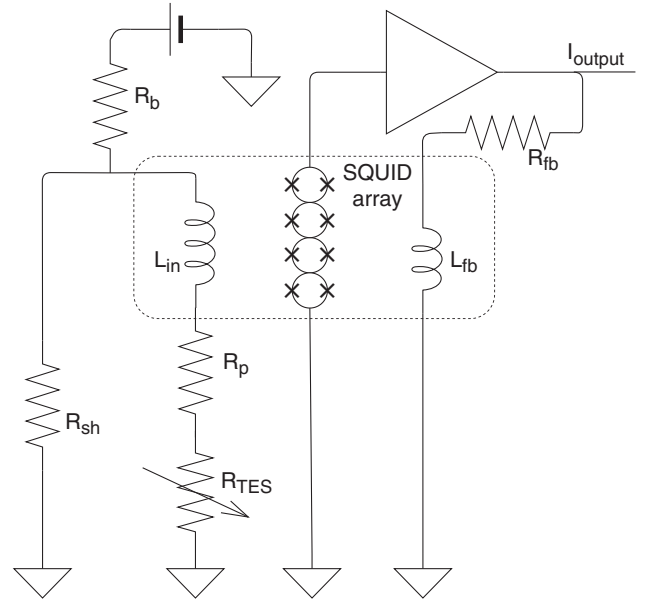 I_output
R_b
R_fb
SQUID
array
L_in
L_fb
R_p
R_sh
R_TES